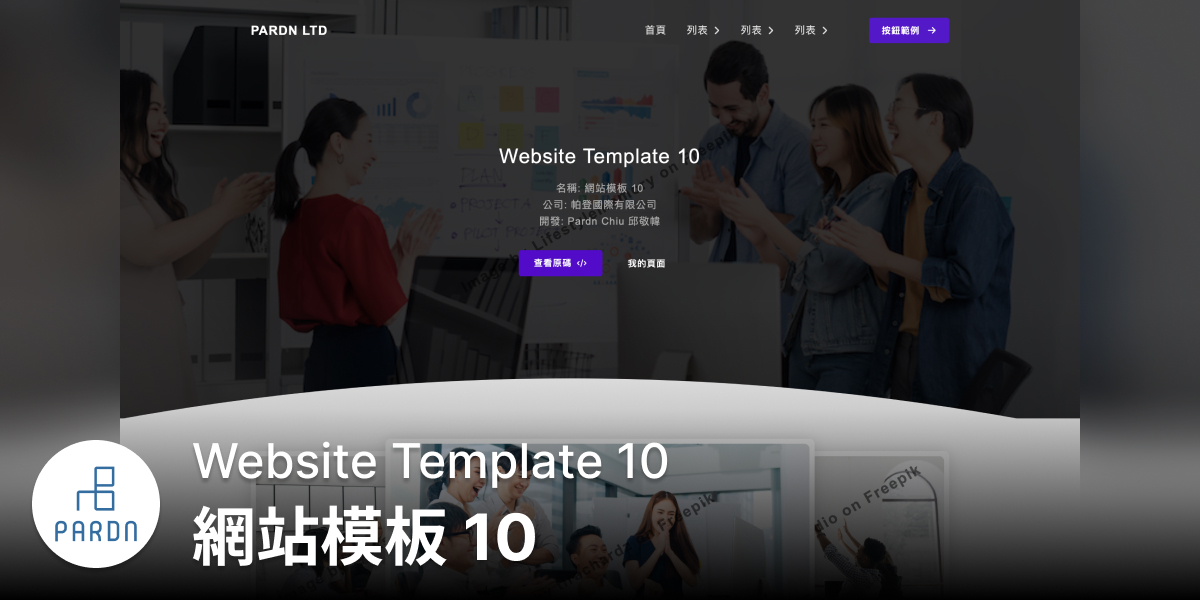 PARDN LTD
首頁
列表
列表
列表
按鈕範例
Website Template 10
名稱: 網站模板 10
公司: 帕登國際有限公司
開發: Pardn Chiu 邱敬幃
查看原碼 </>
我的頁面
Website Template 10
網站模板 10
PARDN